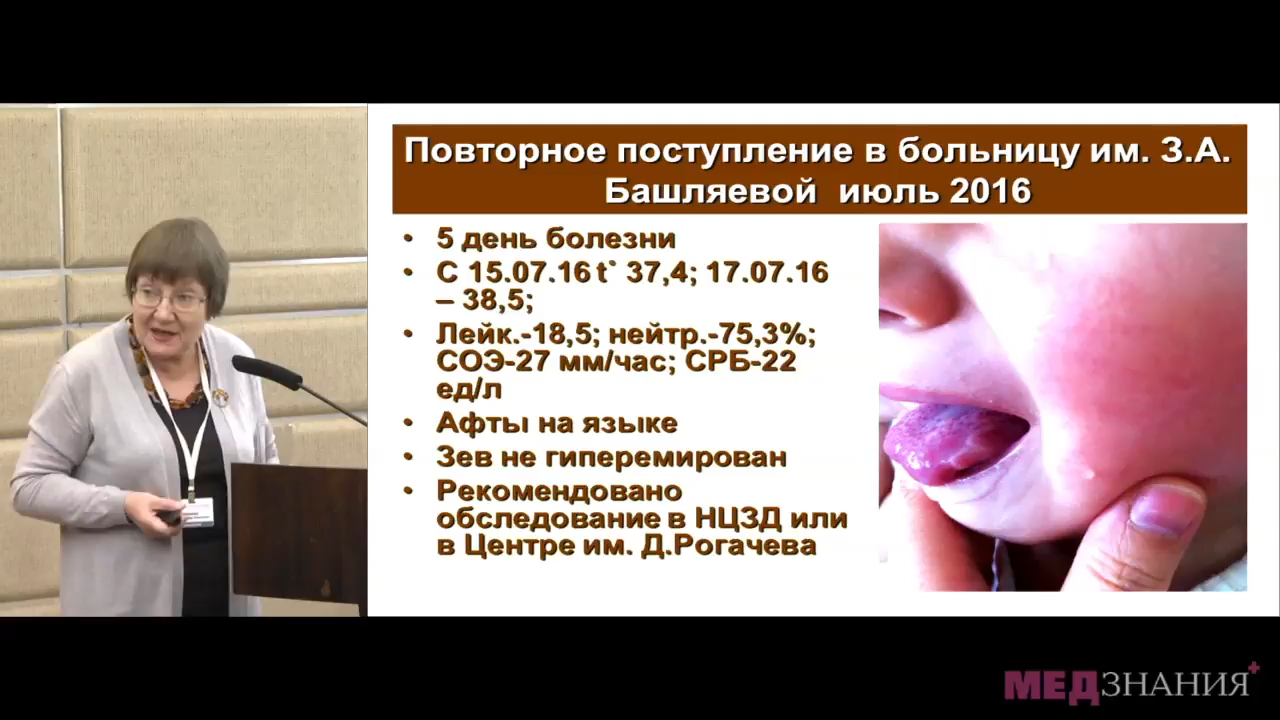 Повторное поступление в больницу им. З.А.
Башляевой июль 2016
• 5 день болезни
• С 15.07.16 t˚ 37,4; 17.07.16
– 38,5;
• Лейк.-18,5; нейтр.-75,3%;
СОЭ-27 мм/час; СРБ-22
ед/л
• Афты на языке
• Зев не гиперемирован
• Рекомендовано
обследование в НЦЗД или
в Центре им. Д.Рогачева
МЕДЗНАНИЯ+